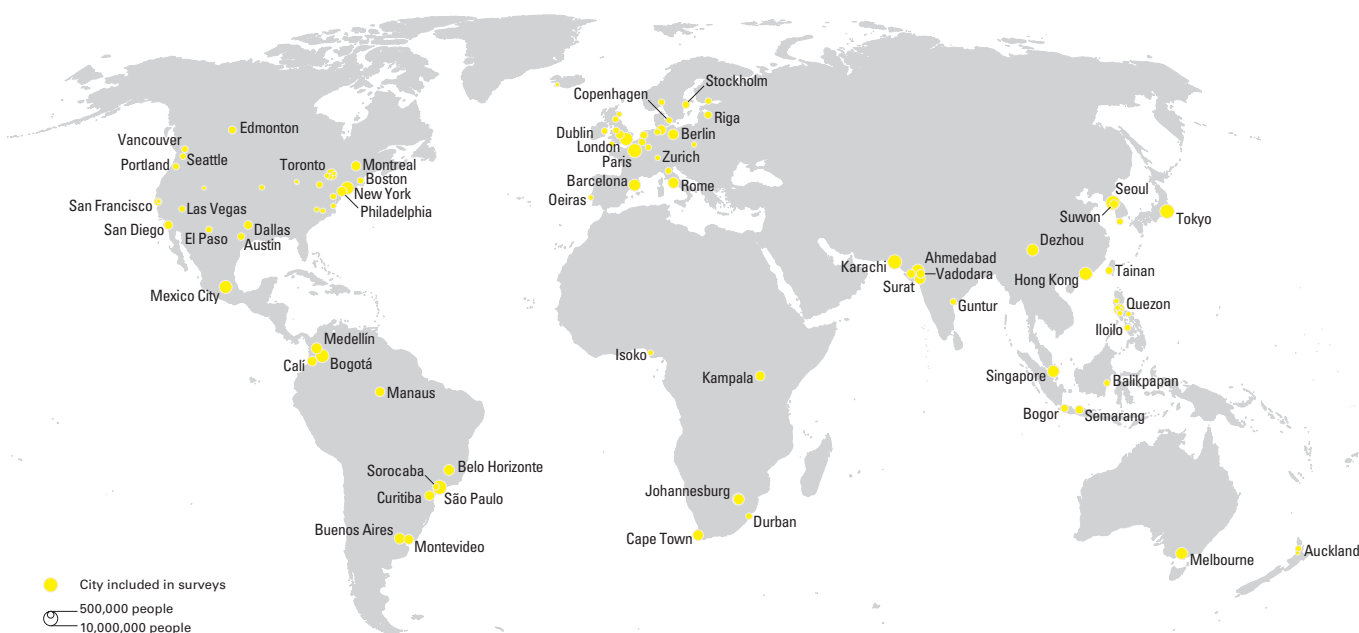 Stockholm
Copenhagen
Edmonton
Riga
Vancouver
Dublin
Berlin
Seattle
London
Portland
Toronto
Montreal
Paris
Zurich
Boston
Barcelona
Rome
Seoul
New York
Oeiras
San Francisco
Las Vegas
Philadelphia
Suwon
Tokyo
San Diego
Dallas
El Paso
Austin
Dezhou
Ahmedabad
Karachi
Vadodara
Tainan
Hong Kong
Surat
Mexico City
Guntur
Quezon
Iloilo
Medellín
Isoko
Calí
Bogotá
Singapore
Kampala
Balikpapan
Manaus
Bogor
Semarang
Sorocaba
Belo Horizonte
Johannesburg
Curitiba
São Paulo
Durban
Buenos Aires
Cape Town
Montevideo
Auckland
Melbourne
City included in surveys
500,000 people
10,000,000 people